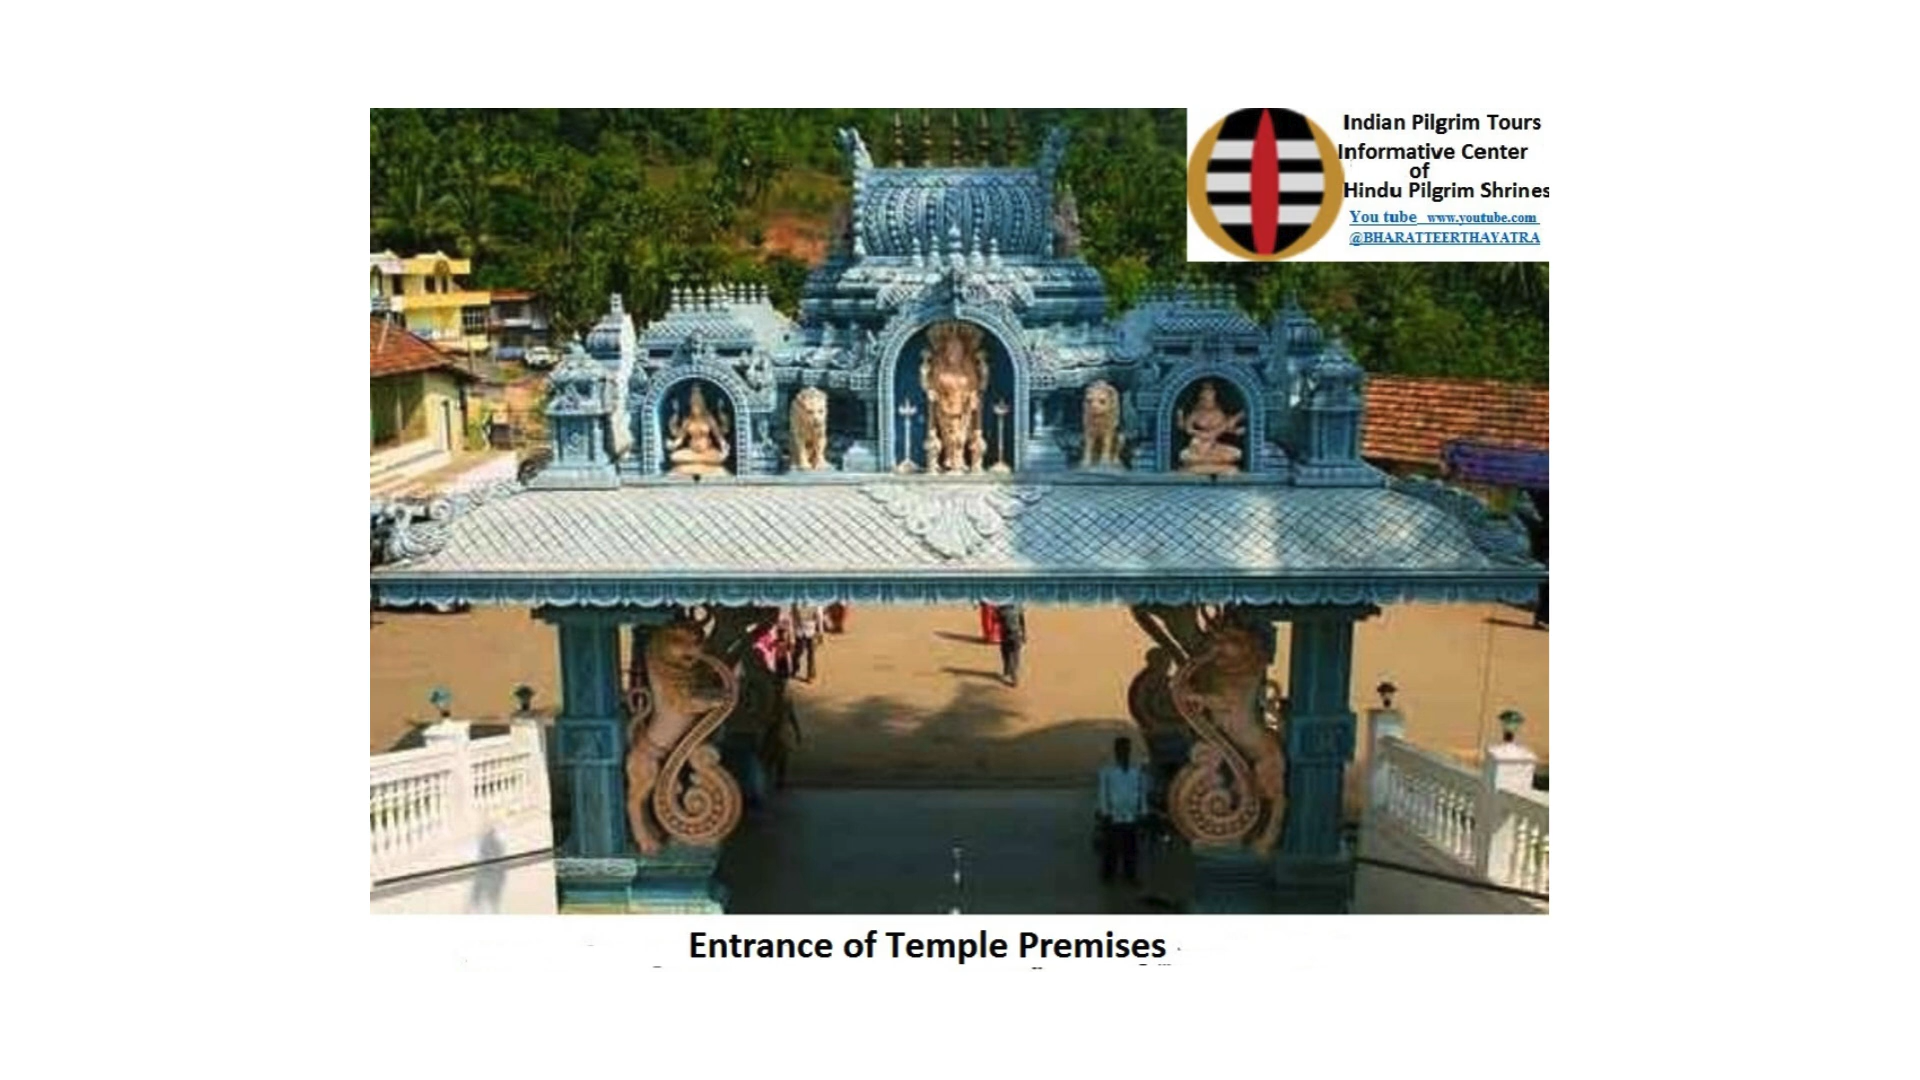 Indian Pilgrim Tours
Informative Center
of
Hindu Pilgrim Shrines
You tube www.youtube.com
@BHARATTEERTHAYATRA
Entrance of Temple Premises